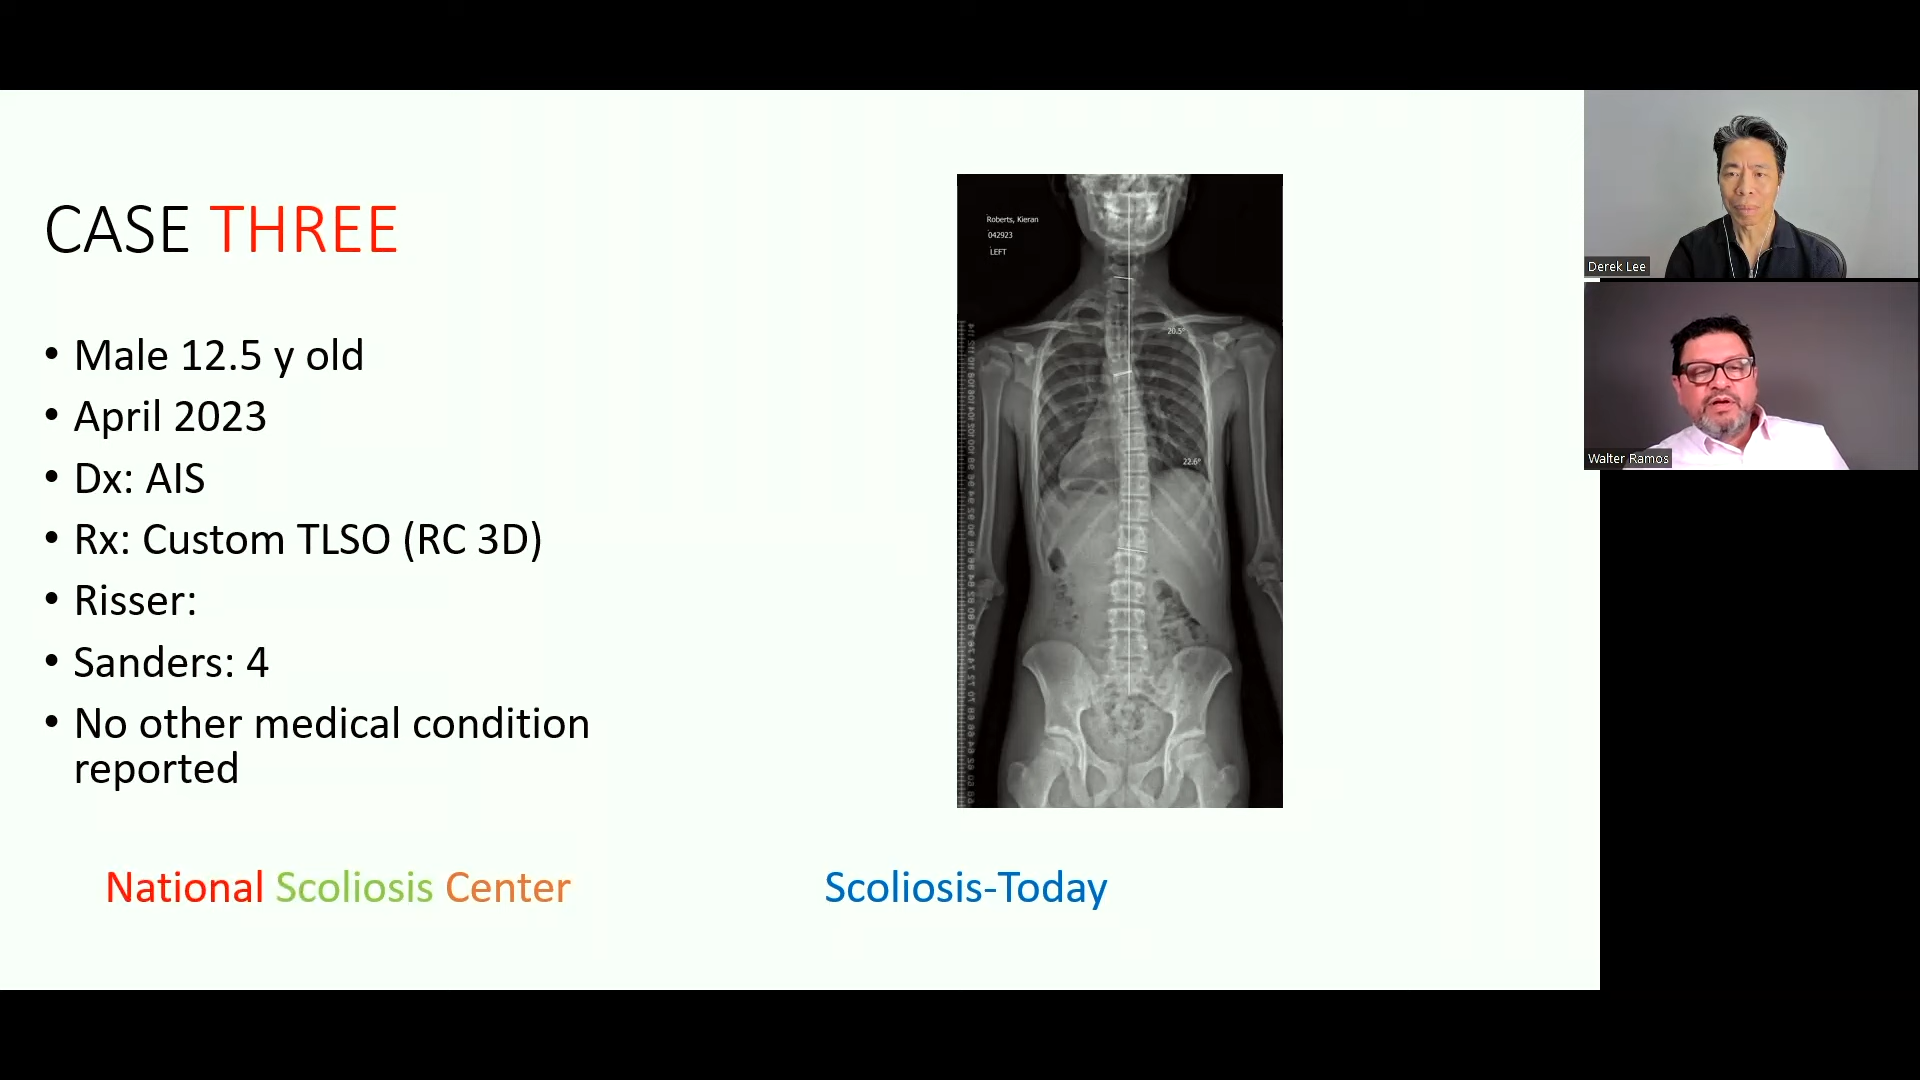 CASE THREE
• Male 12.5 y old
• April 2023
• Dx: AIS
• Rx: Custom TLSO (RC 3D)
• Risser:
• Sanders: 4
• No other medical condition
reported
National Scoliosis Center
Scoliosis-Today
Roberts, Kieran
042923
LEFT
20.5°
22.6°
Derek Lee
Walter Ramos